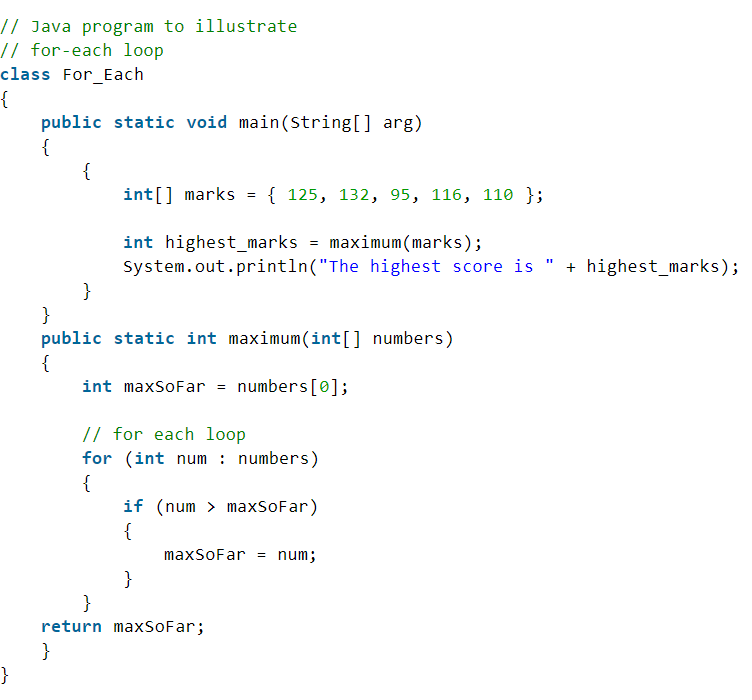 // Java program to illustrate
// for-each loop
class For_Each
{
    public static void main(String[] arg)
    {
        {
            int[] marks = { 125, 132, 95, 116, 110 };

            int highest_marks = maximum(marks);
            System.out.println("The highest score is " + highest_marks);
        }
    }
    public static int maximum(int[] numbers)
    {
        int maxSoFar = numbers[0];

        // for each loop
        for (int num : numbers)
        {
            if (num > maxSoFar)
            {
                maxSoFar = num;
            }
        }
    return maxSoFar;
    }
}